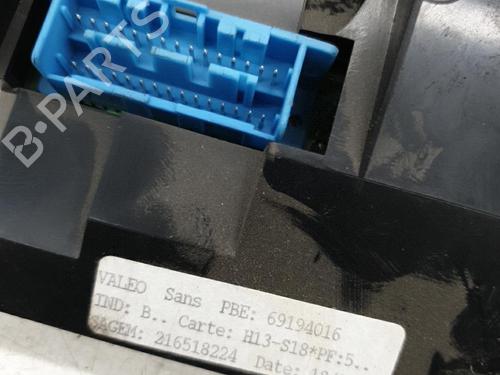 B-PARTS
VALEO Sans PBE: 69194016
IND: B.. Carte: H13-S18*PF:5..
SAGEM: 216518224 Date: